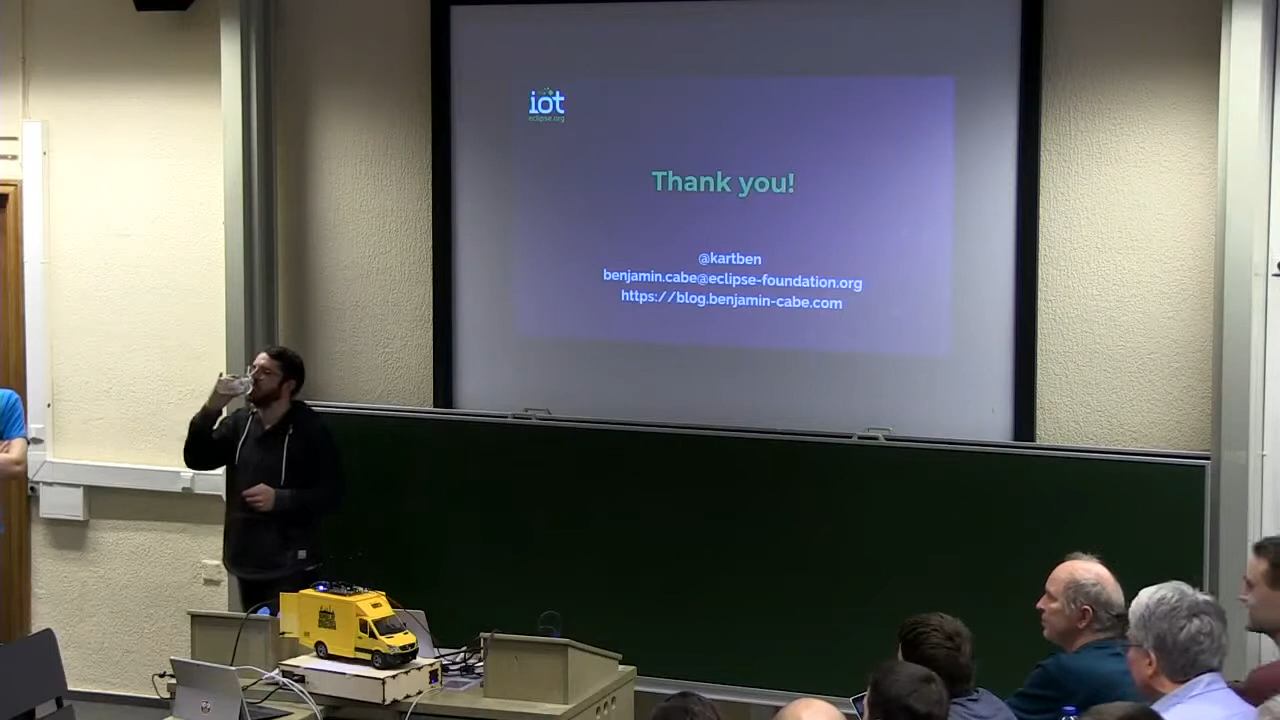 iot
eclipse.org
Thank you!
@kartben
benjamin.cabe@eclipse-foundation.org
https://blog.benjamin-cabe.com